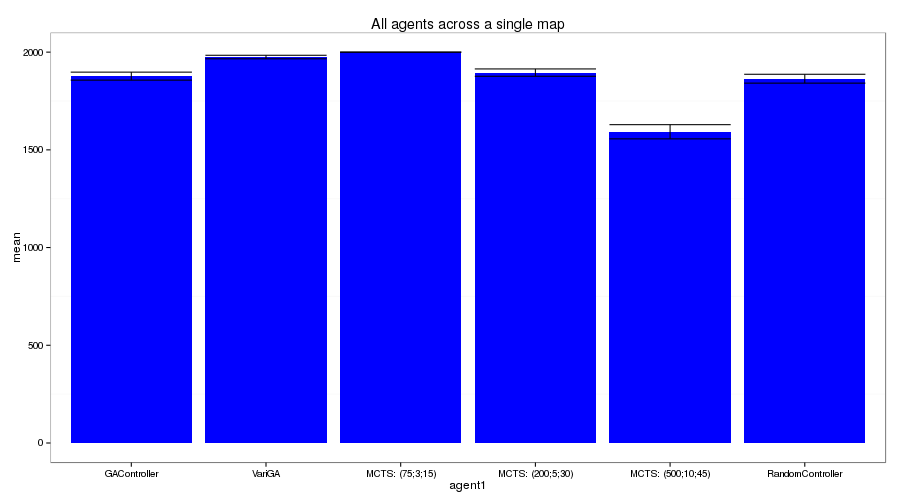 All agents across a single map
2000
1500
1000
500
0
mean
GAController VariGA MCTS: (75;3;15) MCTS: (200;5;30) MCTS: (500;10;45) RandomController
agent1